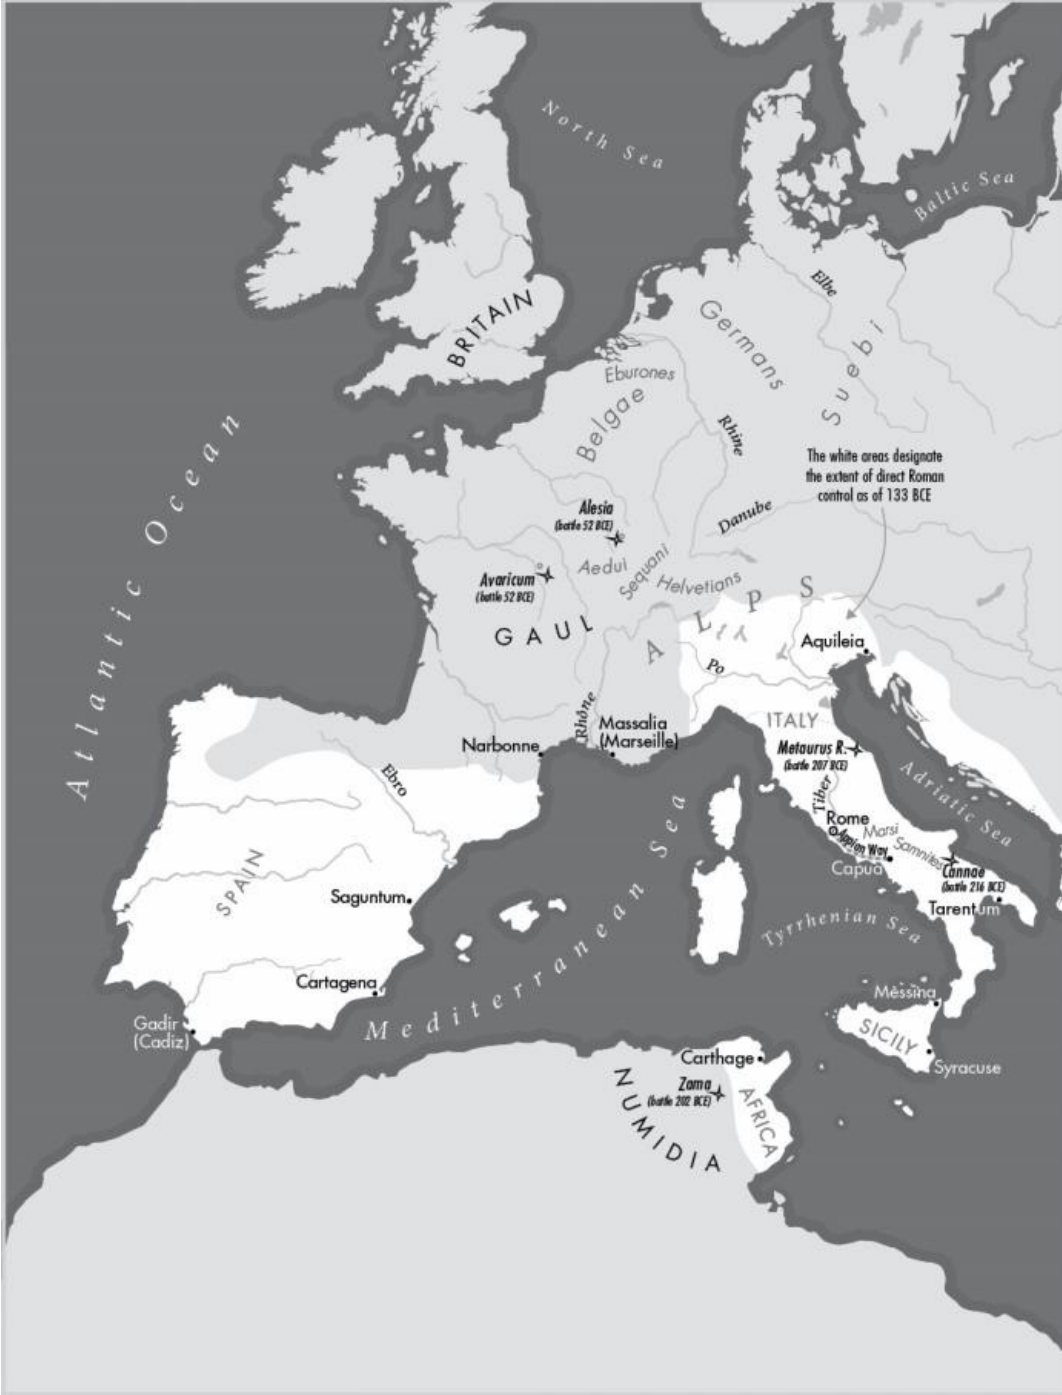 North Sea
Baltic Sea
Elbe
BRITAIN
Germans
Suebi
Eburones
Belgae
Rhine
Atlantic Ocean
The white areas designate
the extent of direct Roman
control as of 133 BCE
Alesia
(battle 52 BCE)
Danube
Aedui
Sequani
Helvetians
Avaricum
(battle 52 BCE)
GAUL
ALPS
Aquileia
Po
Rhône
Massalia
(Marseille)
ITALY
Narbonne
Metaurus R.
(battle 207 BCE)
Ebro
Adriatic Sea
Tiber
Rome
Marsi
Appian Way
Samnites
Capua
Cannae
(battle 216 BCE)
SPAIN
Saguntum
Tarentum
Mediterranean Sea
Tyrrhenian Sea
Cartagena
Messina
Gadir
(Cadiz)
SICILY
Carthage
Syracuse
Zama
(battle 202 BCE)
AFRICA
NUMIDIA